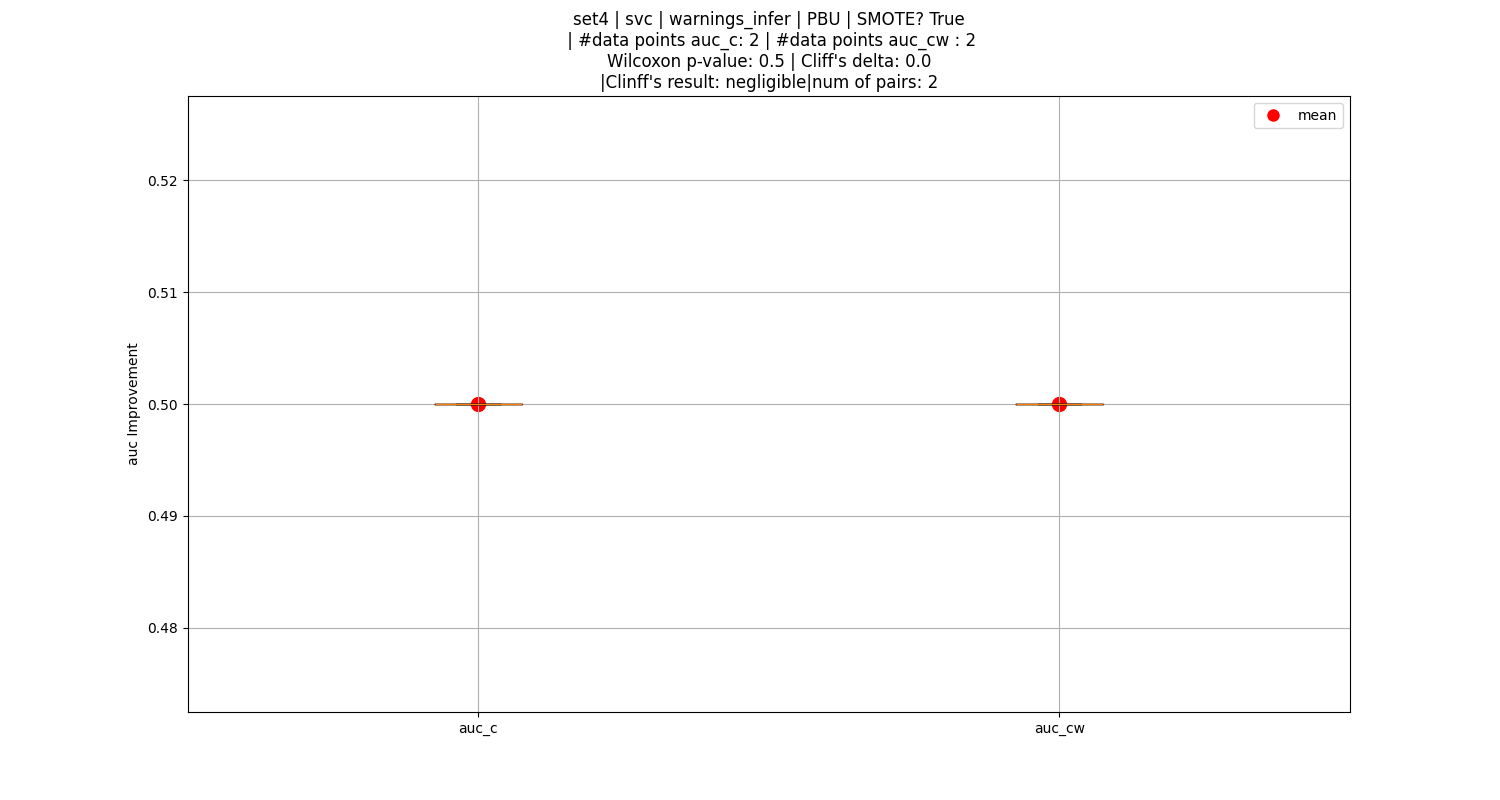 set4 | svc | warnings_infer | PBU | SMOTE? True
| #data points auc_c: 2 | #data points auc_cw : 2
Wilcoxon p-value: 0.5 | Cliff's delta: 0.0
|Clinff's result: negligible|num of pairs: 2
mean
0.52
0.51
0.50
0.49
0.48
auc Improvement
auc_c
auc_cw